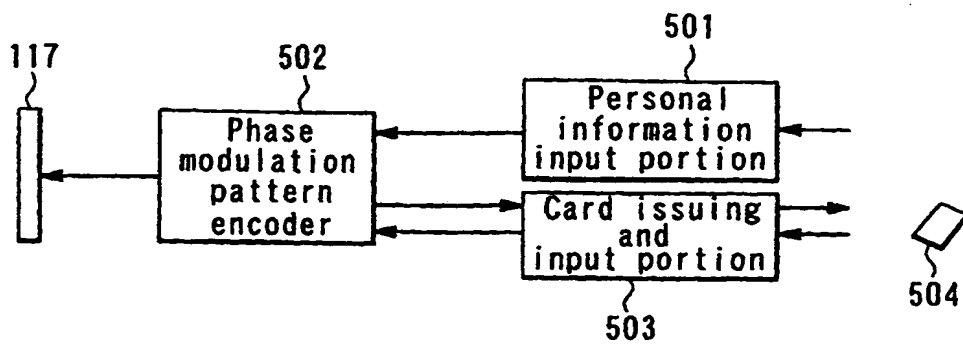 117
502
501
Phase
modulation
pattern
encoder
Personal
information
input portion
Card issuing
and
input portion
503
504